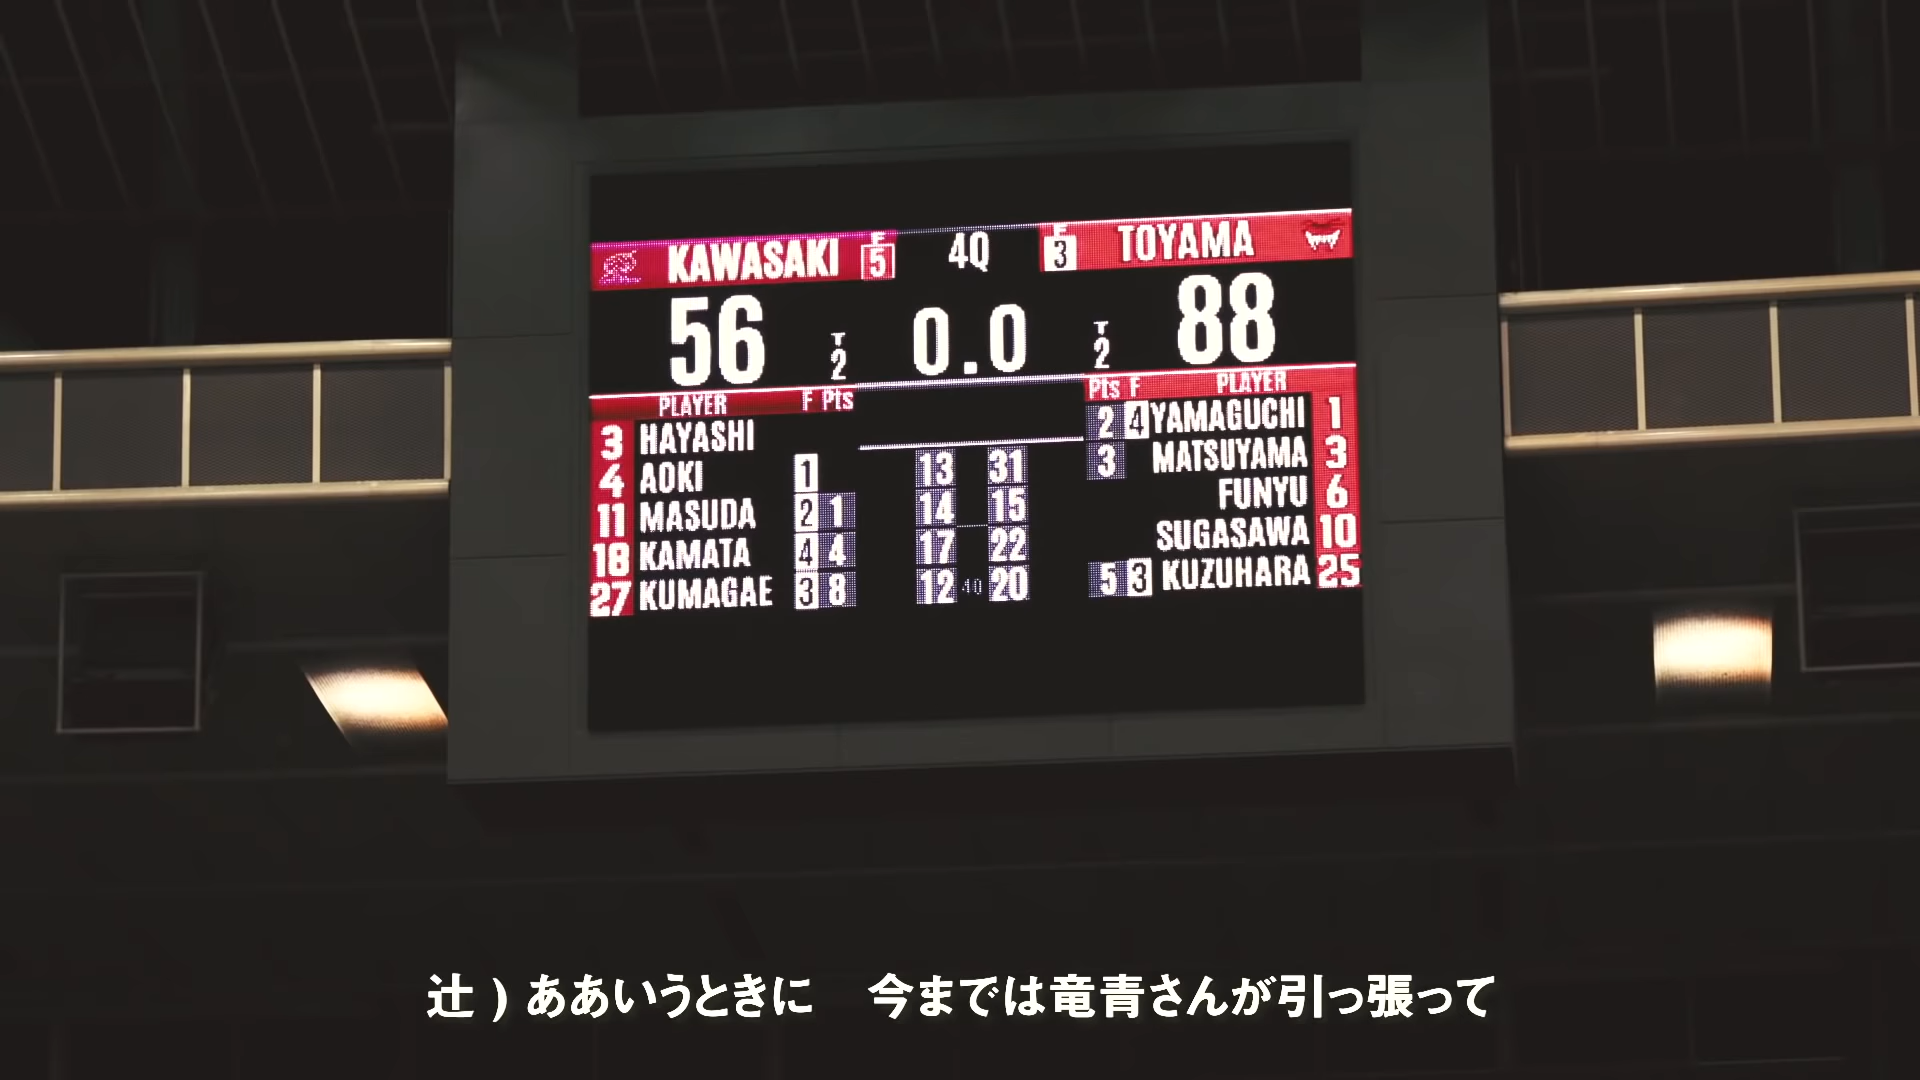 KAWASAKI F 5 4Q F 3 TOYAMA
56 T 2 0.0 T 2 88
PLAYER F Pts
3 HAYASHI
4 AOKI 1
11 MASUDA 2 1
18 KAMATA 4 4
27 KUMAGAE 3 8
13 31
14 15
17 22
12 4Q 20
Pts F PLAYER
2 4 YAMAGUCHI 1
3 MATSUYAMA 3
FUNYU 6
SUGASAWA 10
5 3 KUZUHARA 25
辻）ああいうときに　今までは竜青さんが引っ張って